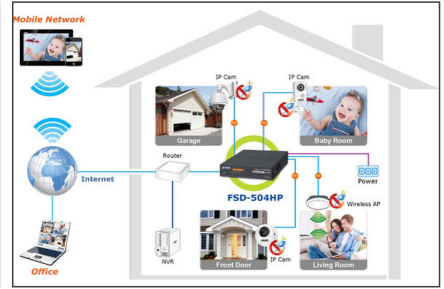 Mobile Network
IP Cam
IP Cam
Garage
Baby Room
Router
Internet
FSD-504HP
Power
Wireless AP
Office
NVR
Front Door
IP Cam
Living Room